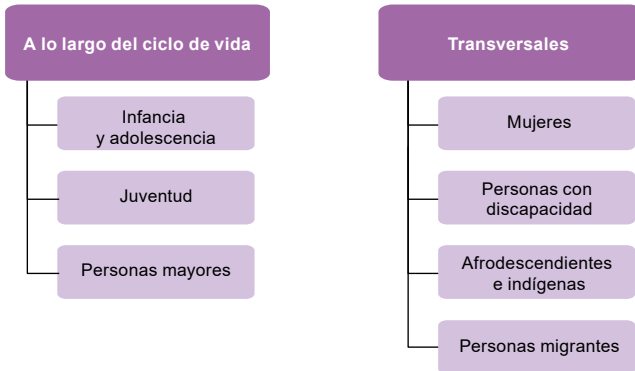 A lo largo del ciclo de vida
Infancia
y adolescencia
Juventud
Personas mayores
Transversales
Mujeres
Personas con
discapacidad
Afrodescendientes
e indígenas
Personas migrantes